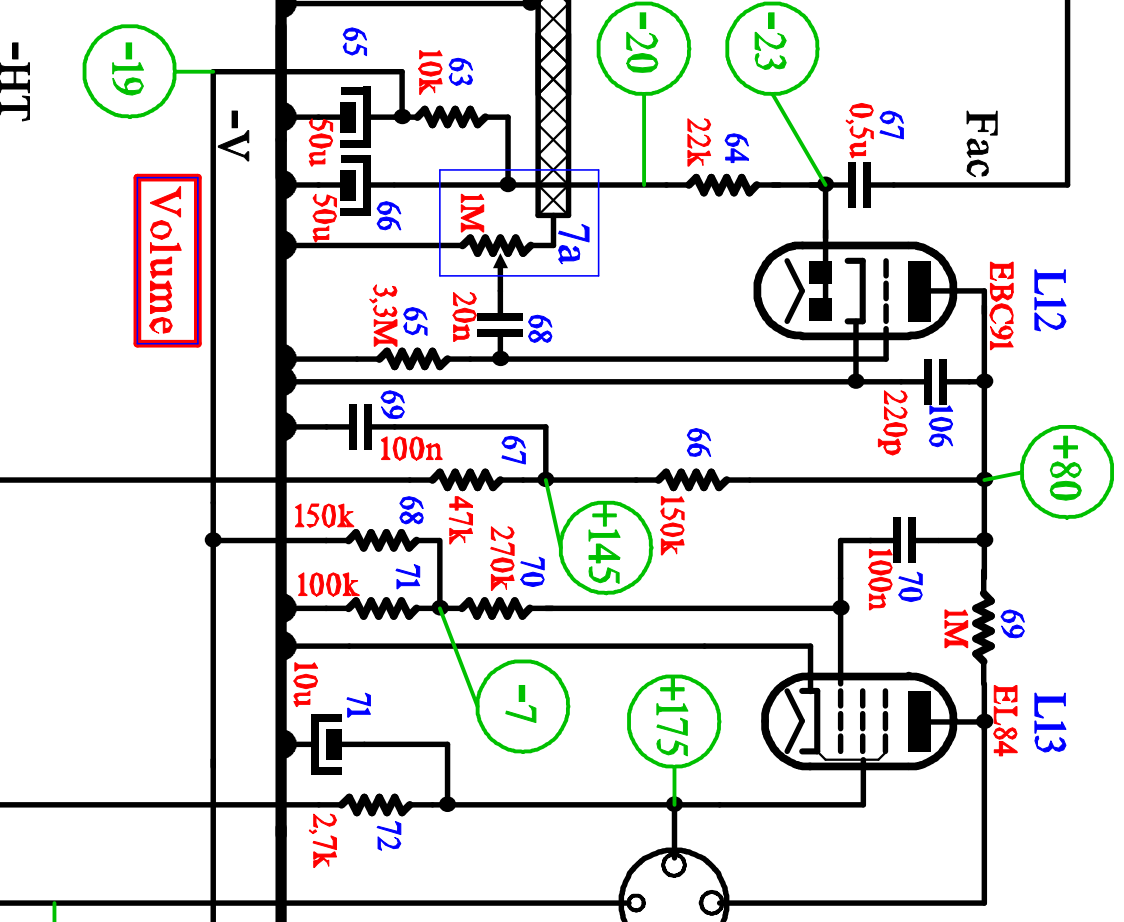 -HT
-19
-V
Volume
65
50u
10k
63
50u
66
1M
7a
-20
-23
22k
64
0,5u
67
Fac
L12
EBC91
3,3M
65
20n
68
220p
106
69
100n
67
47k
66
150k
+80
+145
150k
68
270k
70
100n
70
100k
71
1M
69
-7
+175
L13
EL84
10u
71
2,7k
72